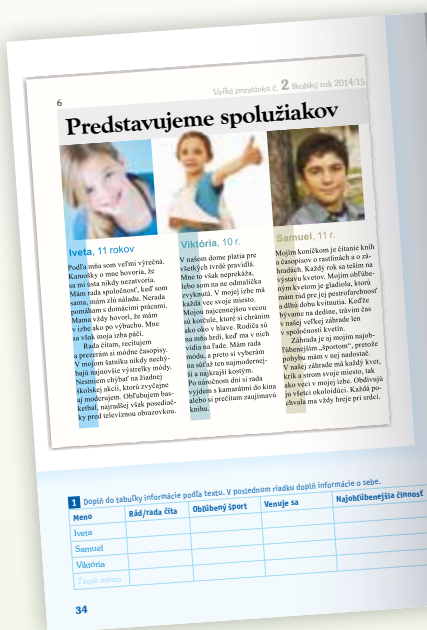 6
Veľká prestávka č. 2 školský rok 2014/15
Predstavujeme spolužiakov
Iveta, 11 rokov
Podľa mňa som veľmi výrečná.
Kamošky o mne hovoria, že
sa mi ústa nikdy nezatvoria.
Mám rada spoločnosť, keď som
sama, mám zlú náladu. Nerada
pomáham s domácimi prácami.
Mama vždy hovorí, že mám
v izbe ako po výbuchu. Mne
sa však moja izba páči.
Rada čítam, recitujem
a prezerám si módne časopisy.
V mojom šatníku nikdy nechý-
bajú najnovšie výstrelky módy.
Nesmiem chýbať na žiadnej
školskej akcii, ktorú zvyčajne
aj moderujem. Obľubujem bas-
ketbal, najradšej však posediač-
ky pred televíznou obrazovkou.
Viktória, 10 r.
V našom dome platia pre
všetkých tvrdé pravidlá.
Mne to však neprekáža,
lebo som na ne odmalička
zvyknutá. V mojej izbe má
každá vec svoje miesto.
Mojou najcennejšou vecou
sú korčule, ktoré si chránim
ako oko v hlave. Rodičia sú
na mňa hrdí, keď ma v nich
vidia na ľade. Mám rada
módu, a preto si vyberám
na súťaž ten najmodernej-
ší a najkrajší kostým.
Po náročnom dni si rada
vyjdem s kamarátmi do kina
alebo si prečítam zaujímavú
knihu.
Samuel, 11 r.
Mojím koníčkom je čítanie kníh
a časopisov o rastlinách a o zá-
hradách. Každý rok sa teším na
výstavu kvetov. Mojím obľúbe-
ným kvetom je gladiola, ktorú
mám rád pre jej pestrofarebnosť
a dlhú dobu kvitnutia. Keďže
bývame na dedine, trávim čas
v našej veľkej záhrade len
v spoločnosti kvetín.
Záhrada je aj mojím najob-
ľúbenejším „športom“, pretože
pohybu mám v nej nadostač.
V našej záhrade má každý kvet,
krík a strom svoje miesto, tak
ako veci v mojej izbe. Obdivujú
ju všetci okoloidúci. Každá po-
chvala ma vždy hreje pri srdci.
1 Doplň do tabuľky informácie podľa textu. V poslednom riadku doplň informácie o sebe.
Meno Rád/rada číta Obľúbený šport Venuje sa Najobľúbenejšia činnosť
Iveta
Samuel
Viktória
Tvoje meno
34